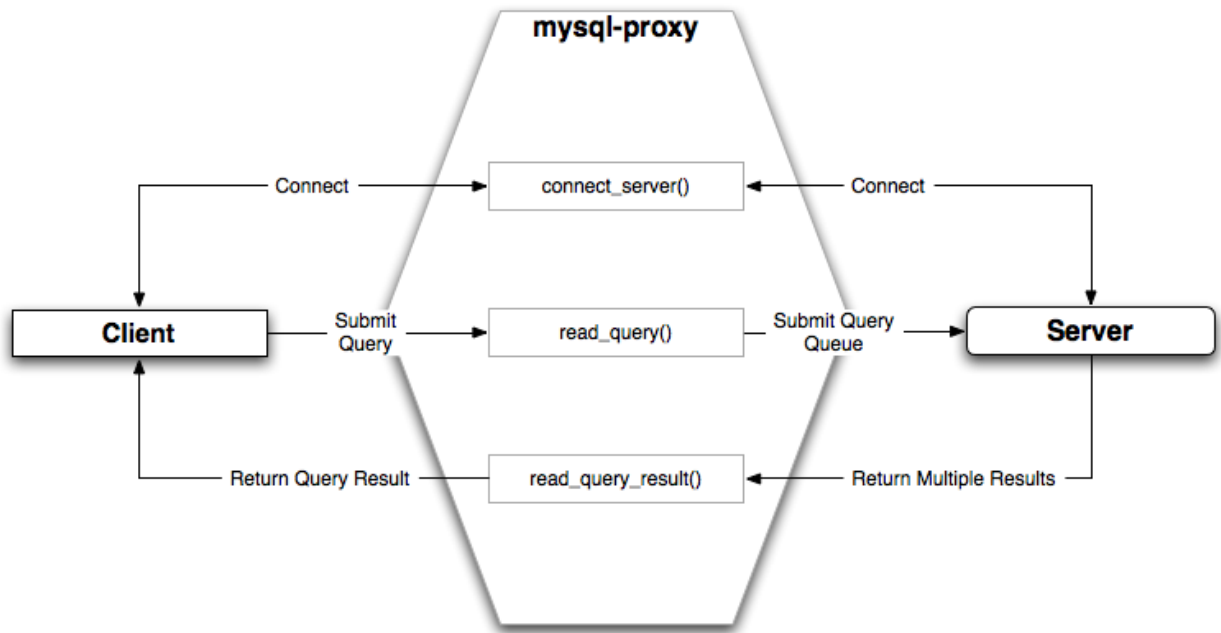 mysql-proxy
Connect
connect_server()
Connect
Client
Submit
Query
read_query()
Submit Query
Queue
Server
Return Query Result
read_query_result()
Return Multiple Results